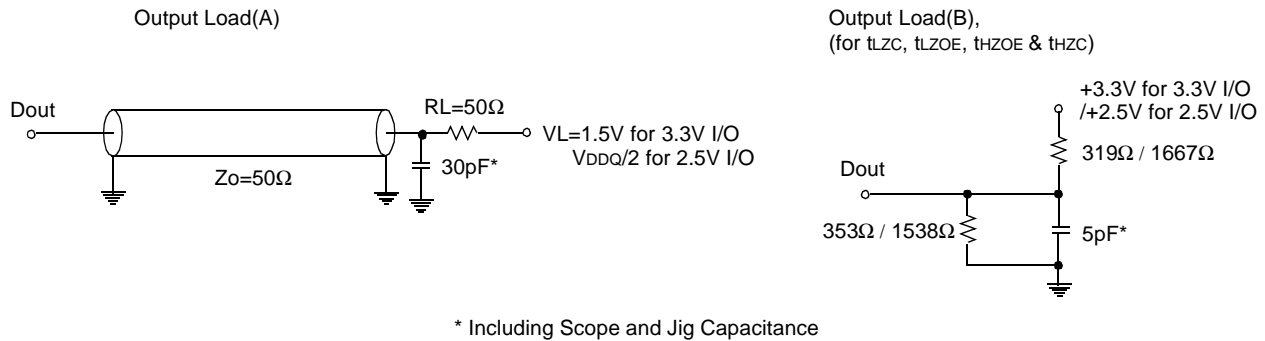 Output Load(A)
Dout
Zo=50Ω
RL=50Ω
30pF*
VL=1.5V for 3.3V I/O
VDDQ/2 for 2.5V I/O
Output Load(B),
(for tLZC, tLZOE, tHZOE & tHZC)
+3.3V for 3.3V I/O
/+2.5V for 2.5V I/O
319Ω / 1667Ω
Dout
353Ω / 1538Ω
5pF*
* Including Scope and Jig Capacitance